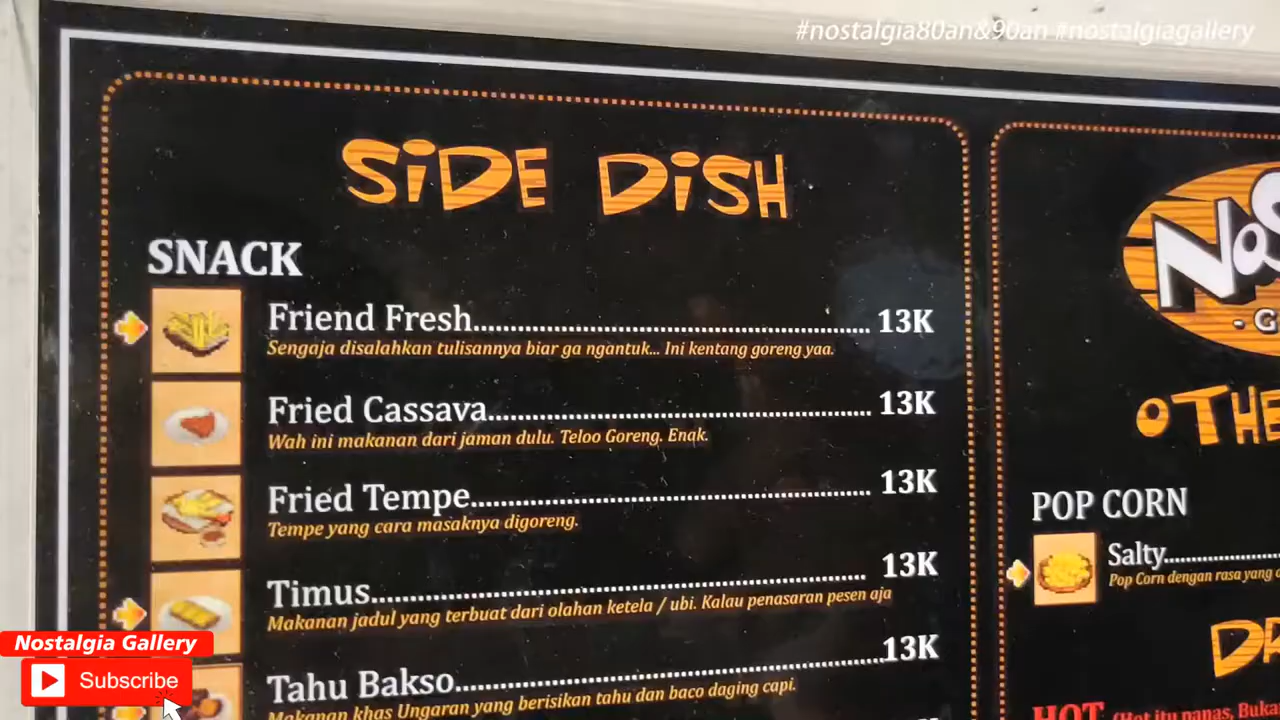 #nostalgia80an&90an #nostalgiagallery
SiDE DiSH
SNACK
Friend Fresh 13K
Sengaja disalahkan tulisannya biar ga ngantuk... Ini kentang goreng yaa.
Fried Cassava 13K
Wah ini makanan dari jaman dulu. Teloo Goreng. Enak.
Fried Tempe 13K
Tempe yang cara masaknya digoreng.
Timus 13K
Makanan jadul yang terbuat dari olahan ketela / ubi. Kalau penasaran pesen aja
Tahu Bakso 13K
Makanan khas Ungaran yang berisikan tahu dan baco daging capi.
POP CORN
Salty
Pop Corn dengan rasa yang
HOT (Hot itu panas, Buka
Nostalgia Gallery
Subscribe